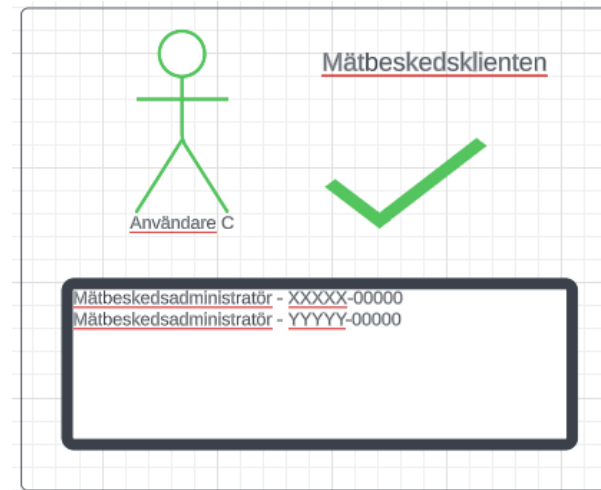 Mätbeskedsklienten
Användare C
Mätbeskedsadministratör - XXXXX-00000
Mätbeskedsadministratör - YYYYY-00000